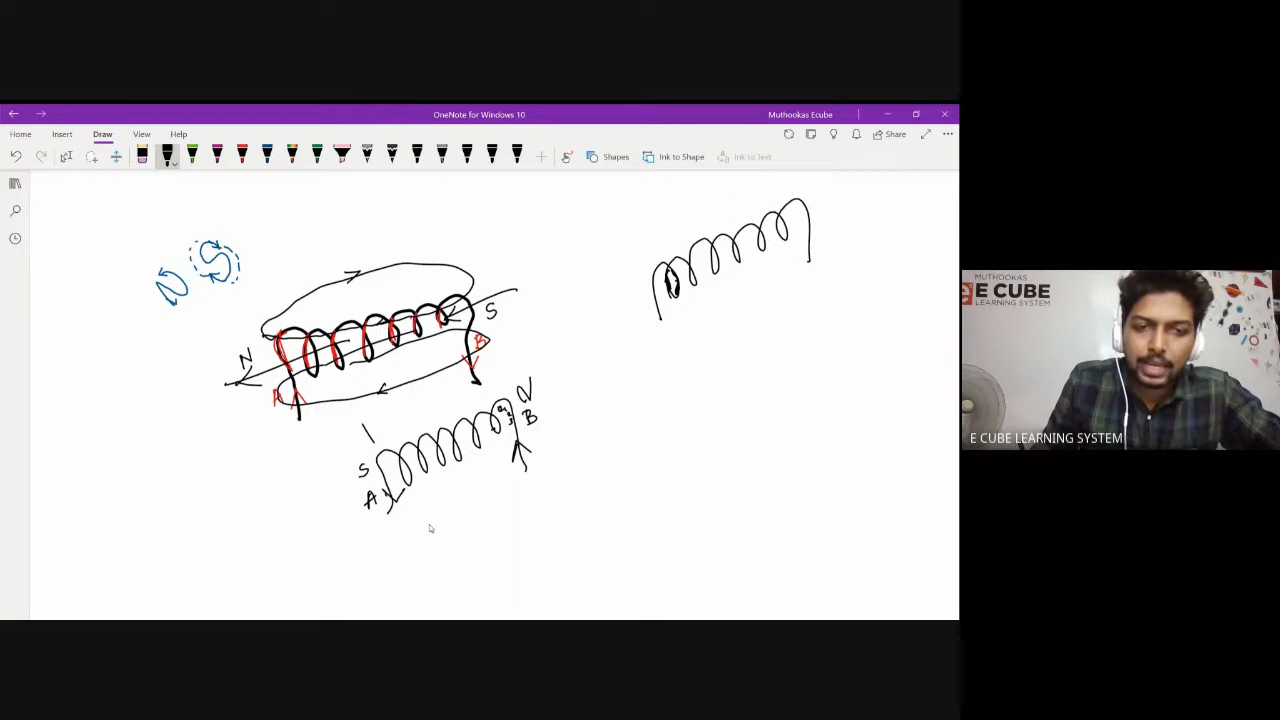 OneNote for Windows 10
Muthookas Ecube
Home Insert Draw View Help
Share
Shapes
Ink to Shape
Ink to Text
N S
S
N
B
A
N
B
S
A
MUTHOOKAS
E CUBE
LEARNING SYSTEM
E CUBE LEARNING SYSTEM